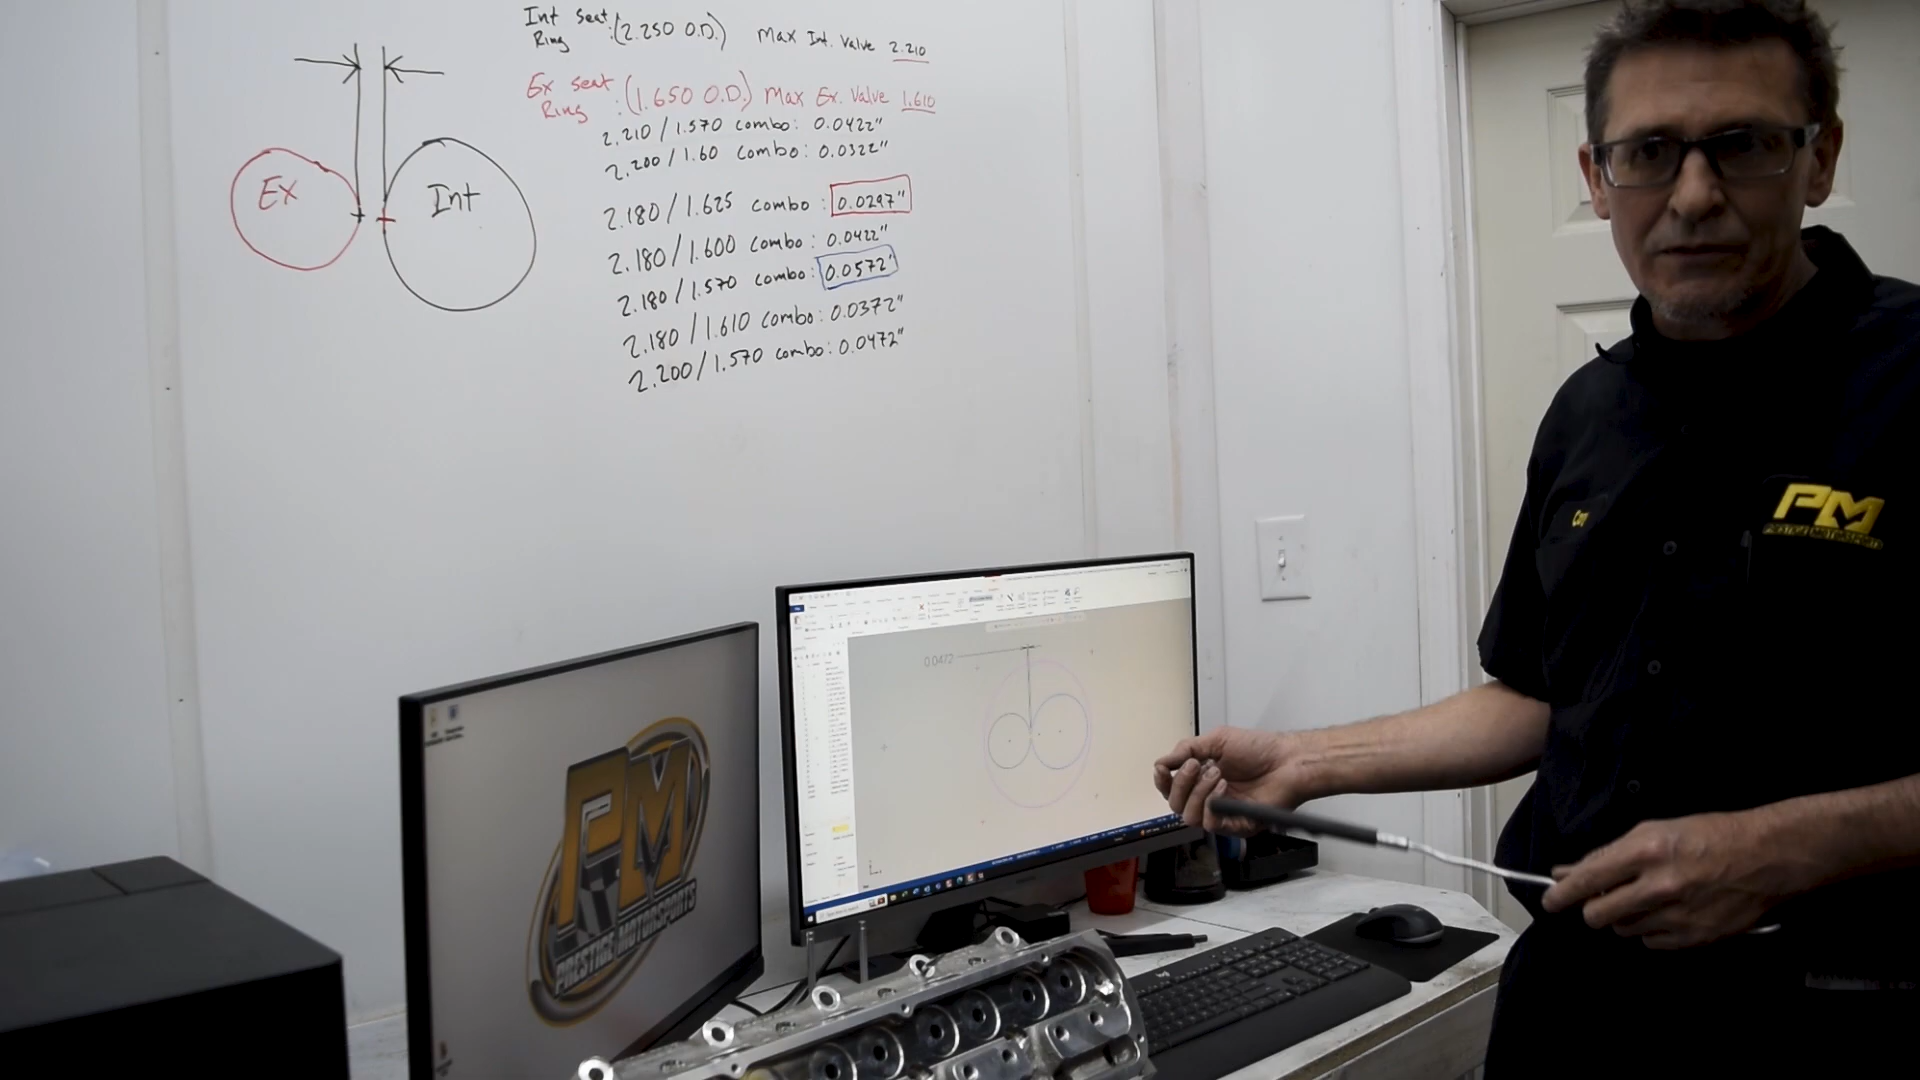 Int seat Ring :(2.250 O.D.) Max Int. Valve 2.210
Ex seat Ring :(1.650 O.D.) Max Ex. Valve 1.610
2.210/1.570 combo: 0.0422"
2.200/1.60 combo: 0.0322"
2.180/1.625 combo: 0.0297"
2.180/1.600 combo: 0.0422"
2.180/1.570 combo: 0.0572"
2.180/1.610 combo: 0.0372"
2.200/1.570 combo: 0.0472"
Ex
Int
0.0472
PM
PRESTIGE MOTORSPORTS
PM
PRESTIGE MOTORSPORTS